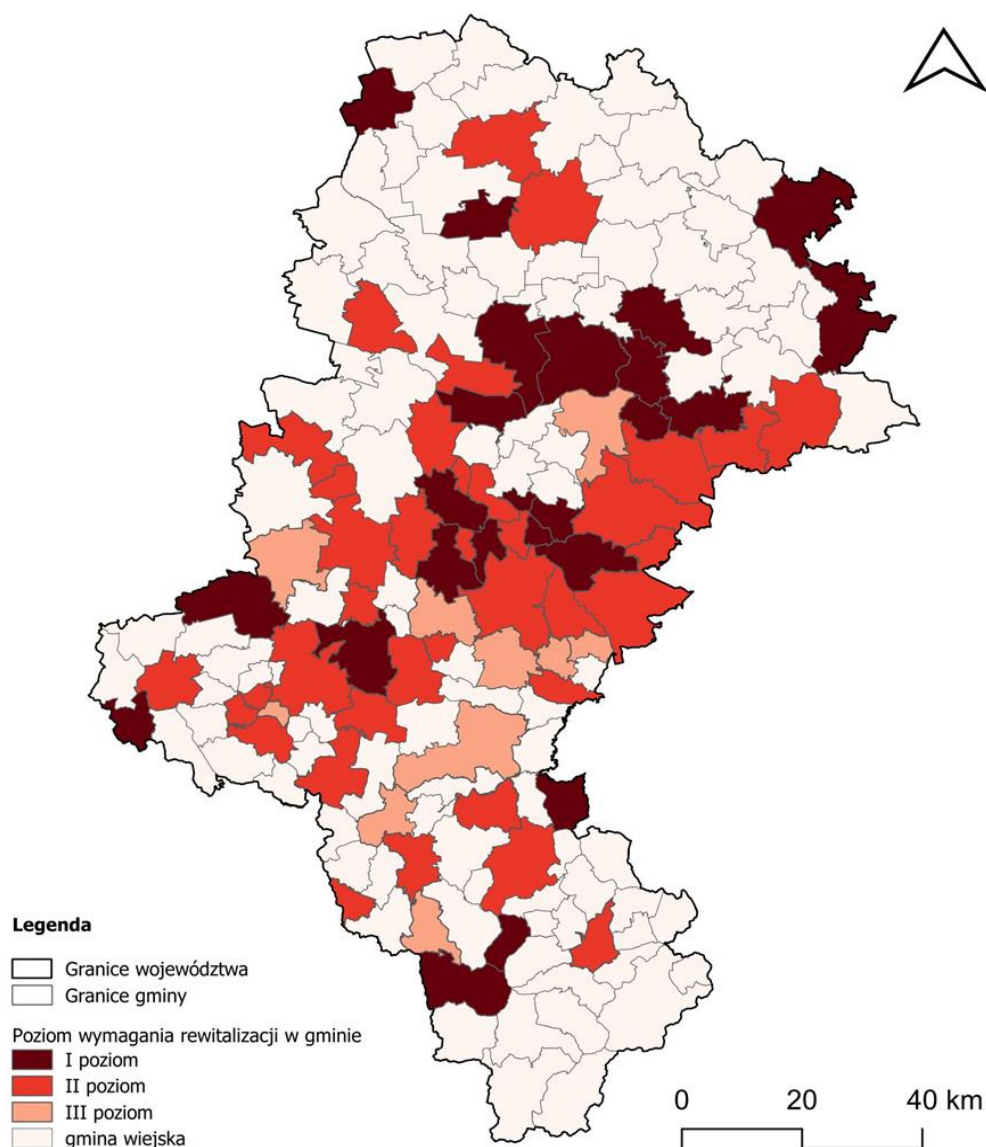 Legenda
Granice województwa
Granice gminy
Poziom wymagania rewitalizacji w gminie
I poziom
II poziom
III poziom
gmina wiejska
0 20 40 km